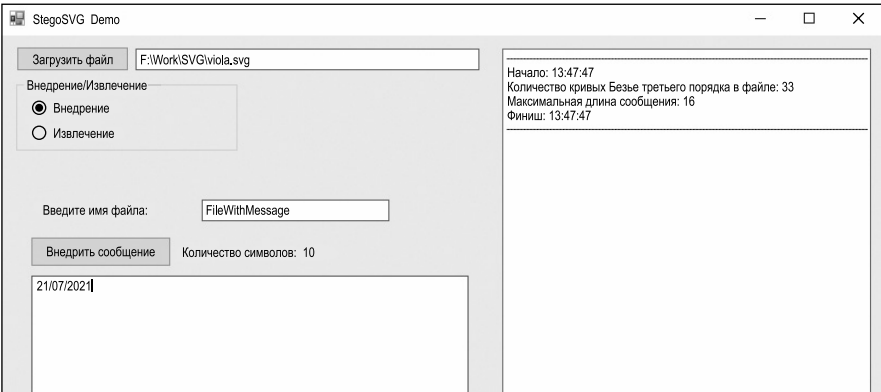 StegoSVG Demo
Загрузить файл
F:\Work\SVG\viola.svg
Внедрение/Извлечение
Внедрение
Извлечение
Введите имя файла:
FileWithMessage
Внедрить сообщение
Количество символов: 10
21/07/2021
Начало: 13:47:47
Количество кривых Безье третьего порядка в файле: 33
Максимальная длина сообщения: 16
Финиш: 13:47:47